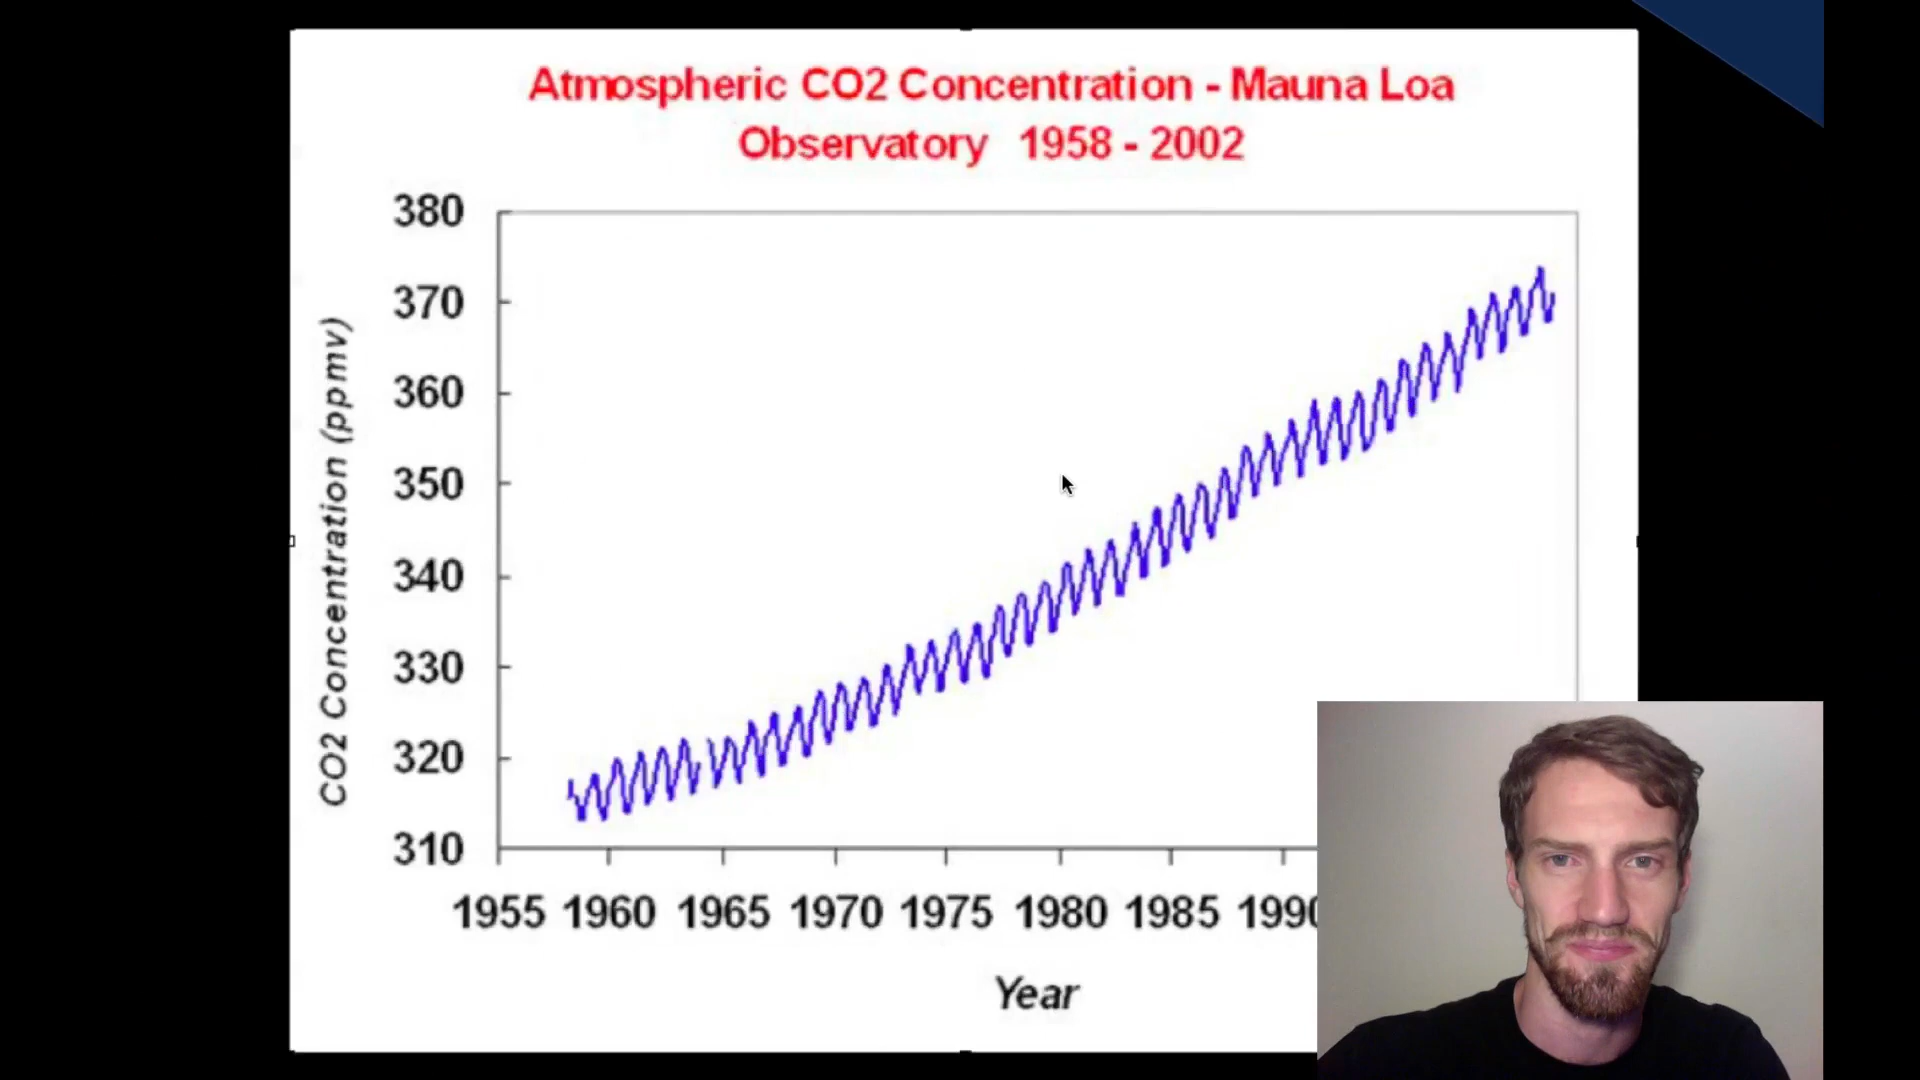 Atmospheric CO2 Concentration - Mauna Loa
Observatory 1958 - 2002
380
370
360
350
340
330
320
310
CO2 Concentration (ppmv)
1955 1960 1965 1970 1975 1980 1985 1990
Year